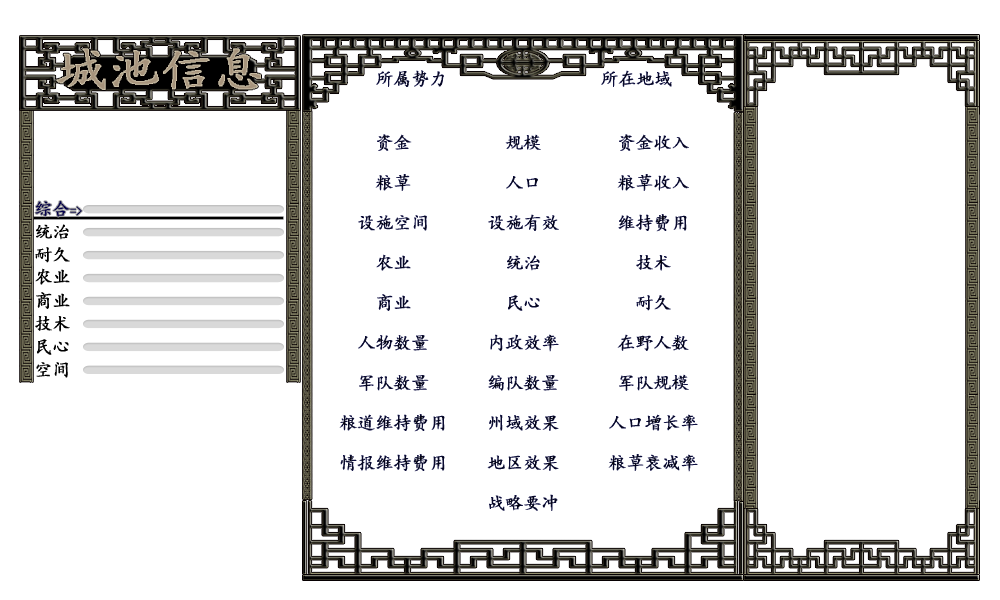 城池信息
综合=>
统治
耐久
农业
商业
技术
民心
空间
所属势力 所在地域
资金 规模 资金收入
粮草 人口 粮草收入
设施空间 设施有效 维持费用
农业 统治 技术
商业 民心 耐久
人物数量 内政效率 在野人数
军队数量 编队数量 军队规模
粮道维持费用 州域效果 人口增长率
情报维持费用 地区效果 粮草衰减率
战略要冲